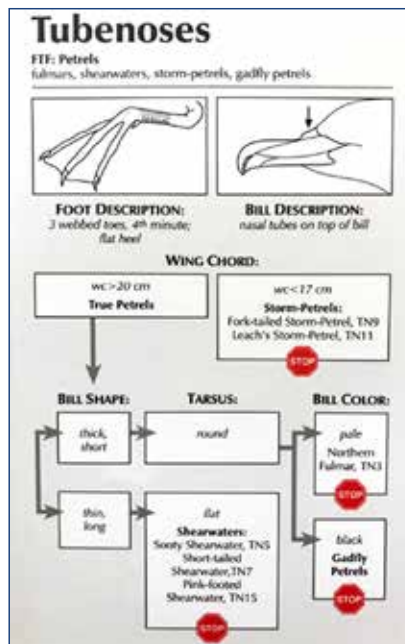 Tubenoses
FTF: Petrels
fulmars, shearwaters, storm-petrels, gadfly petrels
FOOT DESCRIPTION:
3 webbed toes, 4th minute;
flat heel
BILL DESCRIPTION:
nasal tubes on top of bill
WING CHORD:
wc>20 cm
True Petrels
wc<17 cm
Storm-Petrels:
Fork-tailed Storm-Petrel, TN9
Leach's Storm-Petrel, TN11
STOP
BILL SHAPE:
TARSUS:
BILL COLOR:
thick,
short
round
pale
Northern
Fulmar, TN3
STOP
thin,
long
flat
Shearwaters:
Sooty Shearwater, TN5
Short-tailed
Shearwater,TN7
Pink-footed
Shearwater, TN15
STOP
black
Gadfly
Petrels
STOP